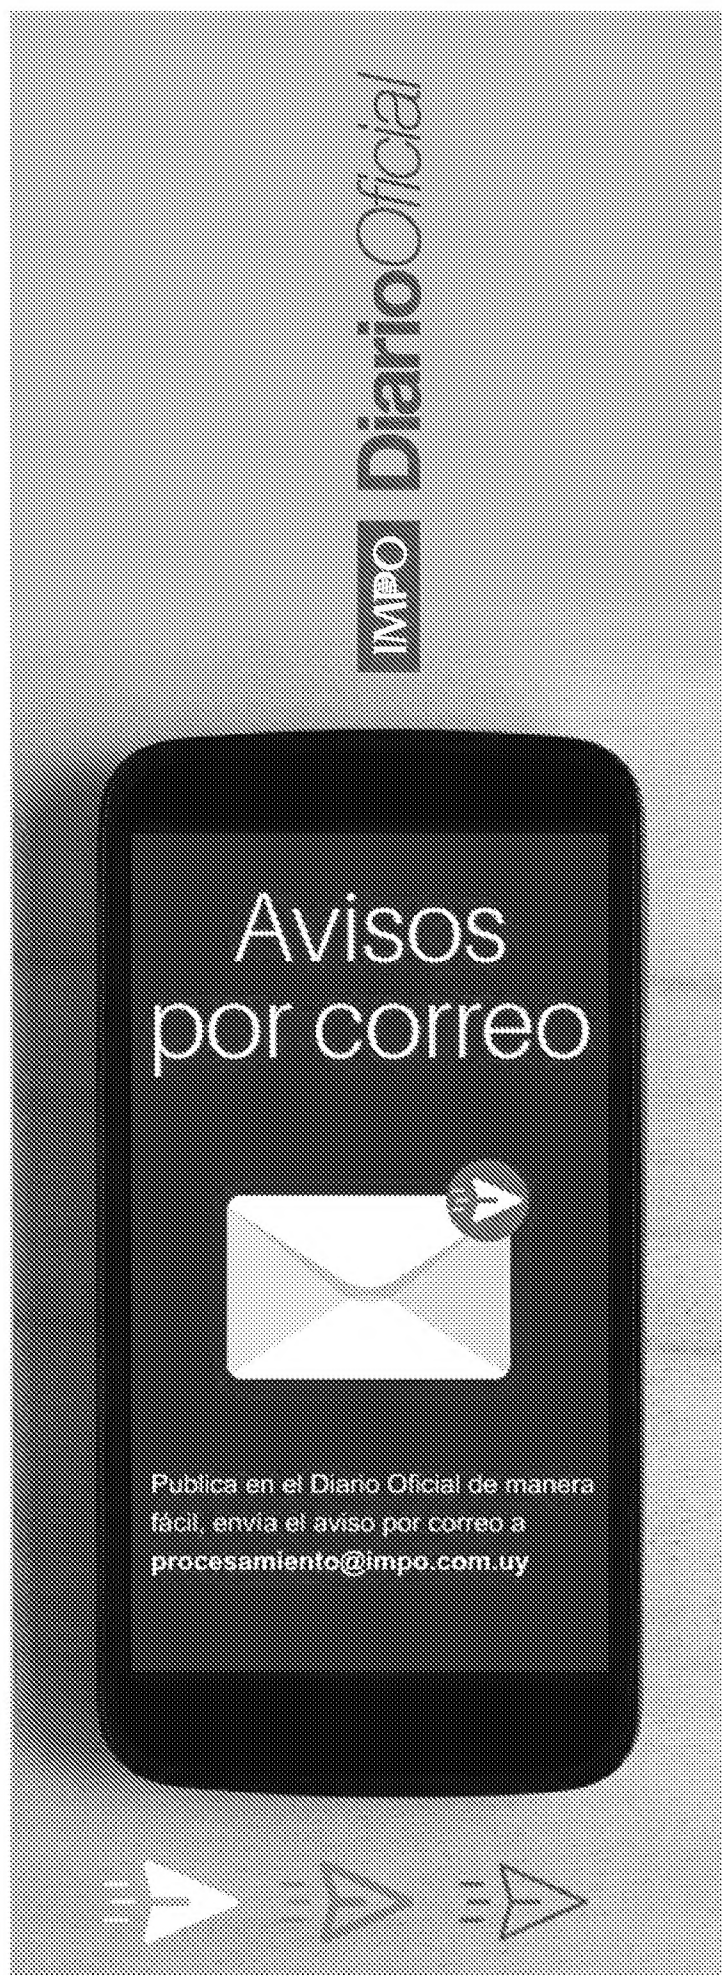 IMPO DiarioOficial
Avisos
por correo
Publica en el Diario Oficial de manera
fácil, envía el aviso por correo a
procesamiento@impo.com.uy